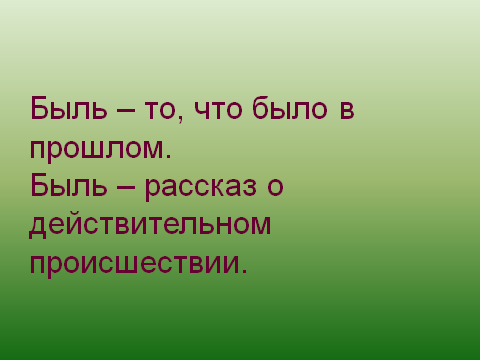 Быль – то, что было в
прошлом.
Быль – рассказ о
действительном
происшествии.